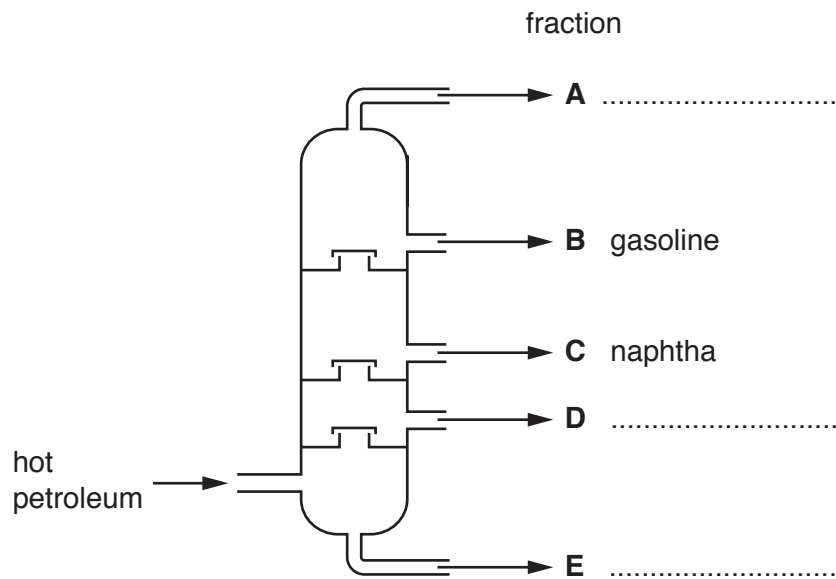 fraction
A ..............................
B gasoline
C naphtha
D ..............................
hot
petroleum
E ..............................